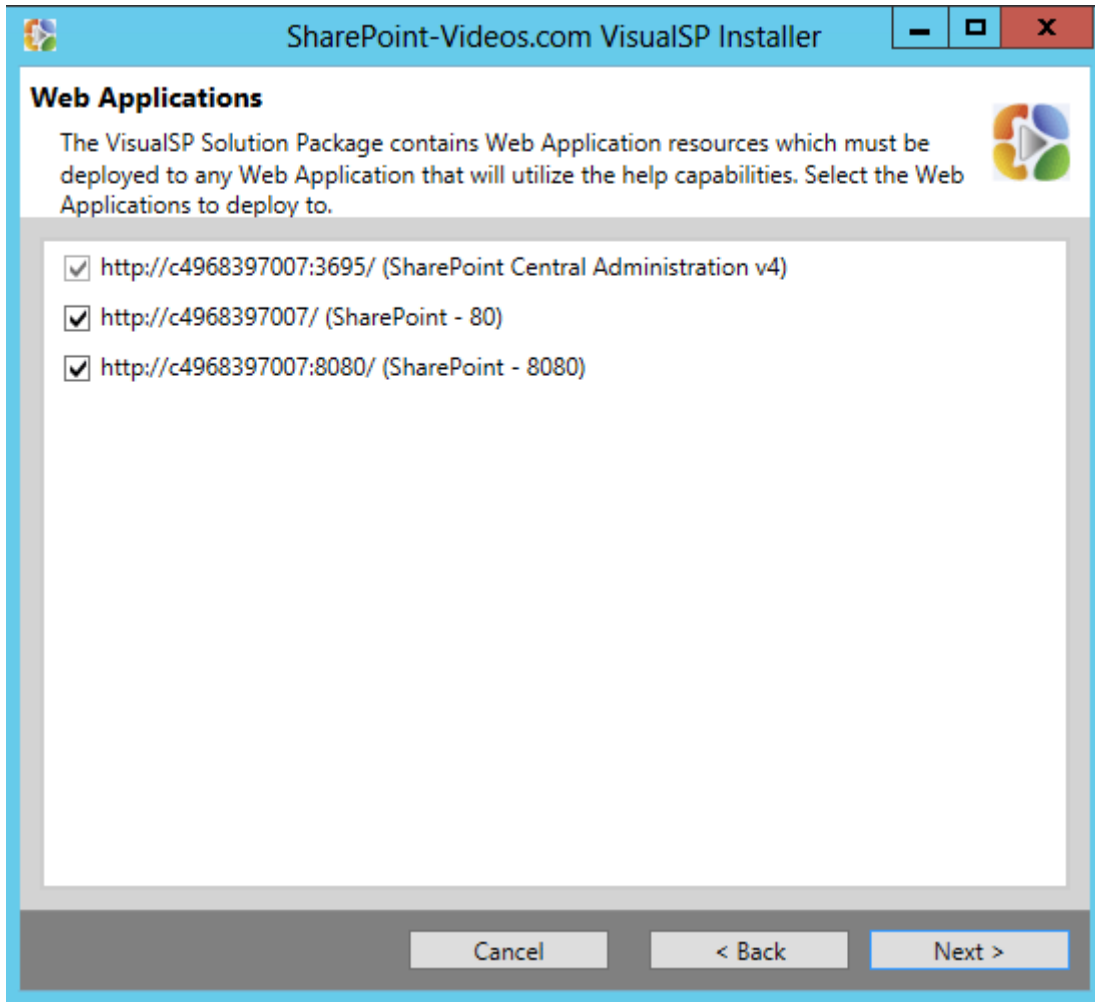 SharePoint-Videos.com VisualSP Installer
Web Applications
The VisualSP Solution Package contains Web Application resources which must be
deployed to any Web Application that will utilize the help capabilities. Select the Web
Applications to deploy to.
http://c4968397007:3695/ (SharePoint Central Administration v4)
http://c4968397007/ (SharePoint - 80)
http://c4968397007:8080/ (SharePoint - 8080)
Cancel < Back Next >